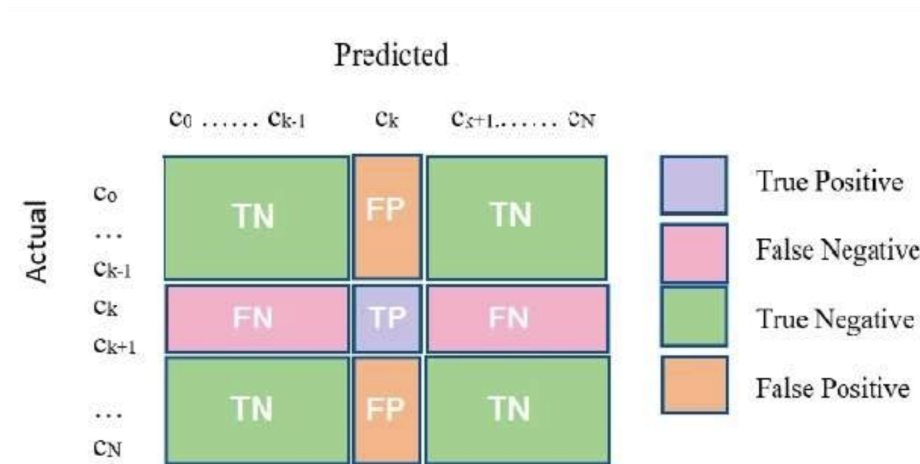 Predicted
c0 ...... ck-1 ck ck+1....... cN
Actual
c0
...
ck-1
ck
ck+1
...
cN
TN FP TN
FN TP FN
TN FP TN
True Positive
False Negative
True Negative
False Positive